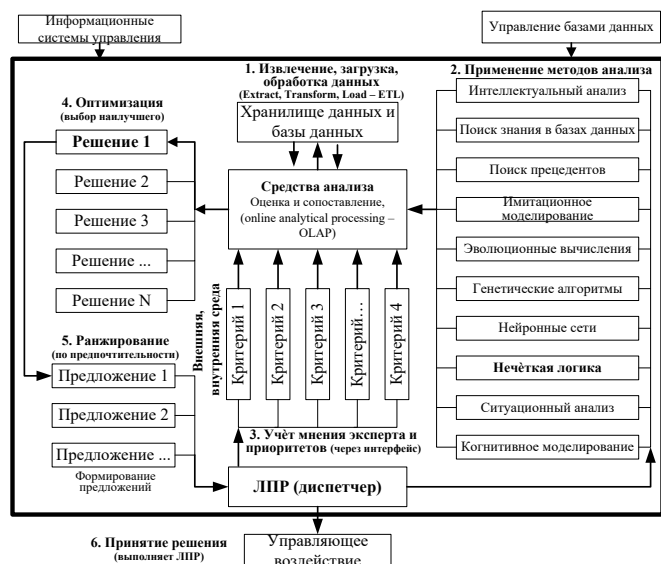 Информационные
системы управления
Управление базами данных
1. Извлечение, загрузка,
обработка данных
(Extract, Transform, Load – ETL)
Хранилище данных и
базы данных
2. Применение методов анализа
Интеллектуальный анализ
Поиск знания в базах данных
Поиск прецедентов
Имитационное
моделирование
Эволюционные вычисления
Генетические алгоритмы
Нейронные сети
Нечѐткая логика
Ситуационный анализ
Когнитивное моделирование
4. Оптимизация
(выбор наилучшего)
Решение 1
Решение 2
Решение 3
Решение ...
Решение N
Средства анализа
Оценка и сопоставление,
(online analytical processing –
OLAP)
Внешняя,
внутренняя среда
Критерий 1
Критерий 2
Критерий 3
Критерий…
Критерий 4
5. Ранжирование
(по предпочтительности)
Предложение 1
Предложение 2
Предложение ...
Формирование
предложений
3. Учѐт мнения эксперта и
приоритетов (через интерфейс)
ЛПР (диспетчер)
6. Принятие решения
(выполняет ЛПР)
Управляющее
воздействие